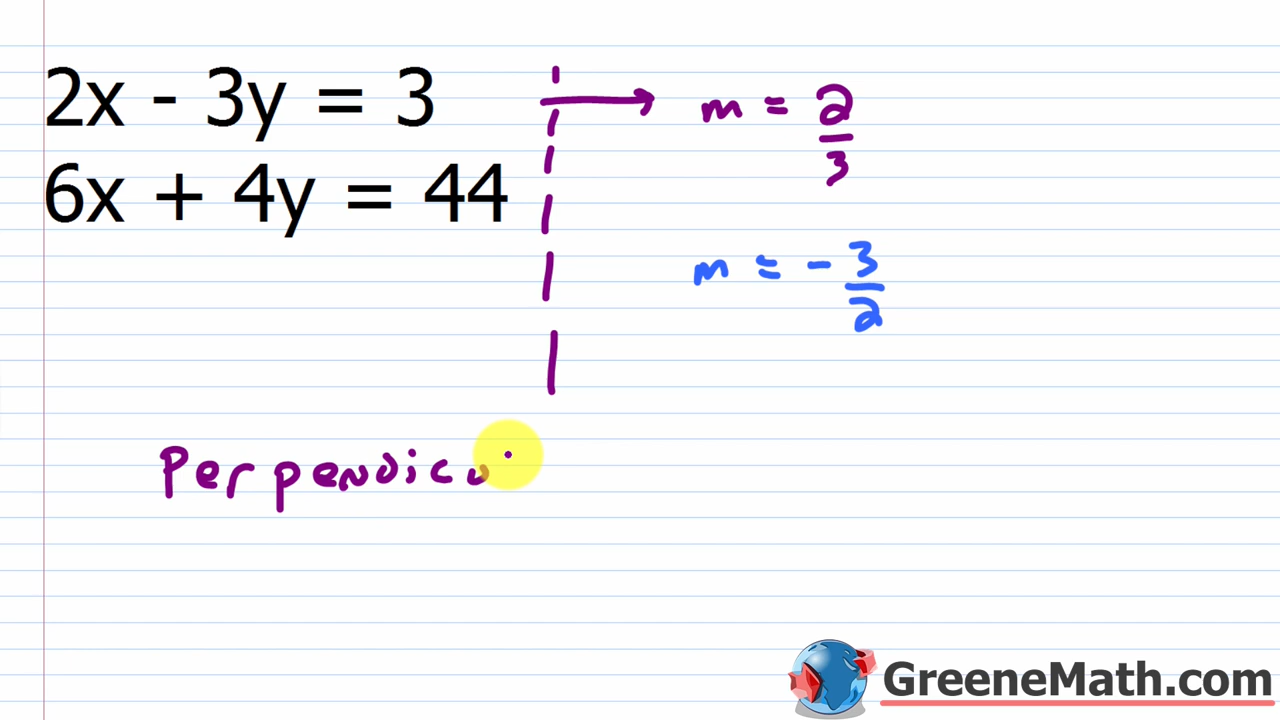 2x - 3y = 3
6x + 4y = 44
m = 2/3
m = - 3/2
Perpendicu
GreeneMath.com